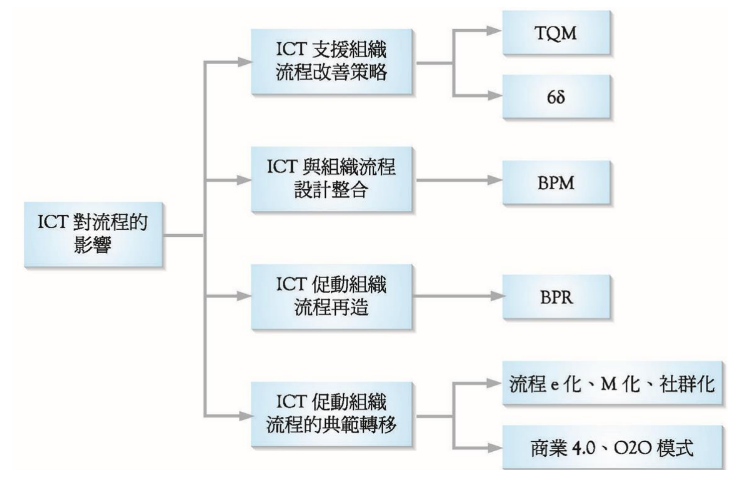 ICT 對流程的
影響
ICT 支援組織
流程改善策略
TQM
6δ
ICT 與組織流程
設計整合
BPM
ICT 促動組織
流程再造
BPR
ICT 促動組織
流程的典範轉移
流程 e 化、M 化、社群化
商業 4.0、O2O 模式